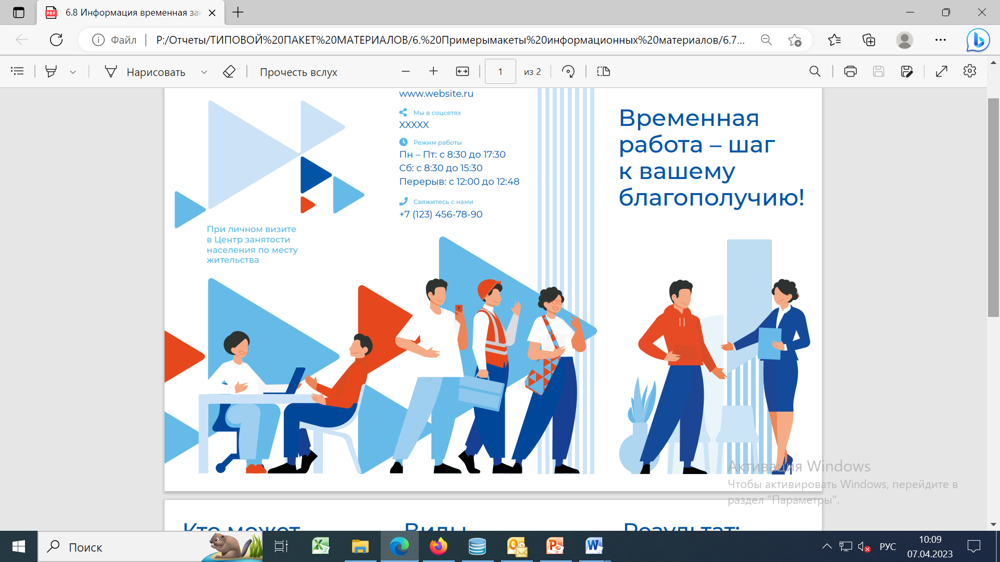 6.8 Информация временная за
Файл
P:/Отчеты/ТИПОВОЙ%20ПАКЕТ%20МАТЕРИАЛОВ/6.%20Примерымакеты%20информационных%20материалов/6.7...
Нарисовать
Прочесть вслух
1
из 2
www.website.ru
Мы в соцсетях
XXXXX
Режим работы
Пн – Пт: с 8:30 до 17:30
Сб: с 8:30 до 15:30
Перерыв: с 12:00 до 12:48
Свяжитесь с нами
+7 (123) 456-78-90
При личном визите
в Центр занятости
населения по месту
жительства
Временная
работа – шаг
к вашему
благополучию!
Активация Windows
Чтобы активировать Windows, перейдите в
раздел "Параметры".
Кто может
Виды
Результат:
Поиск
РУС
10:09
07.04.2023